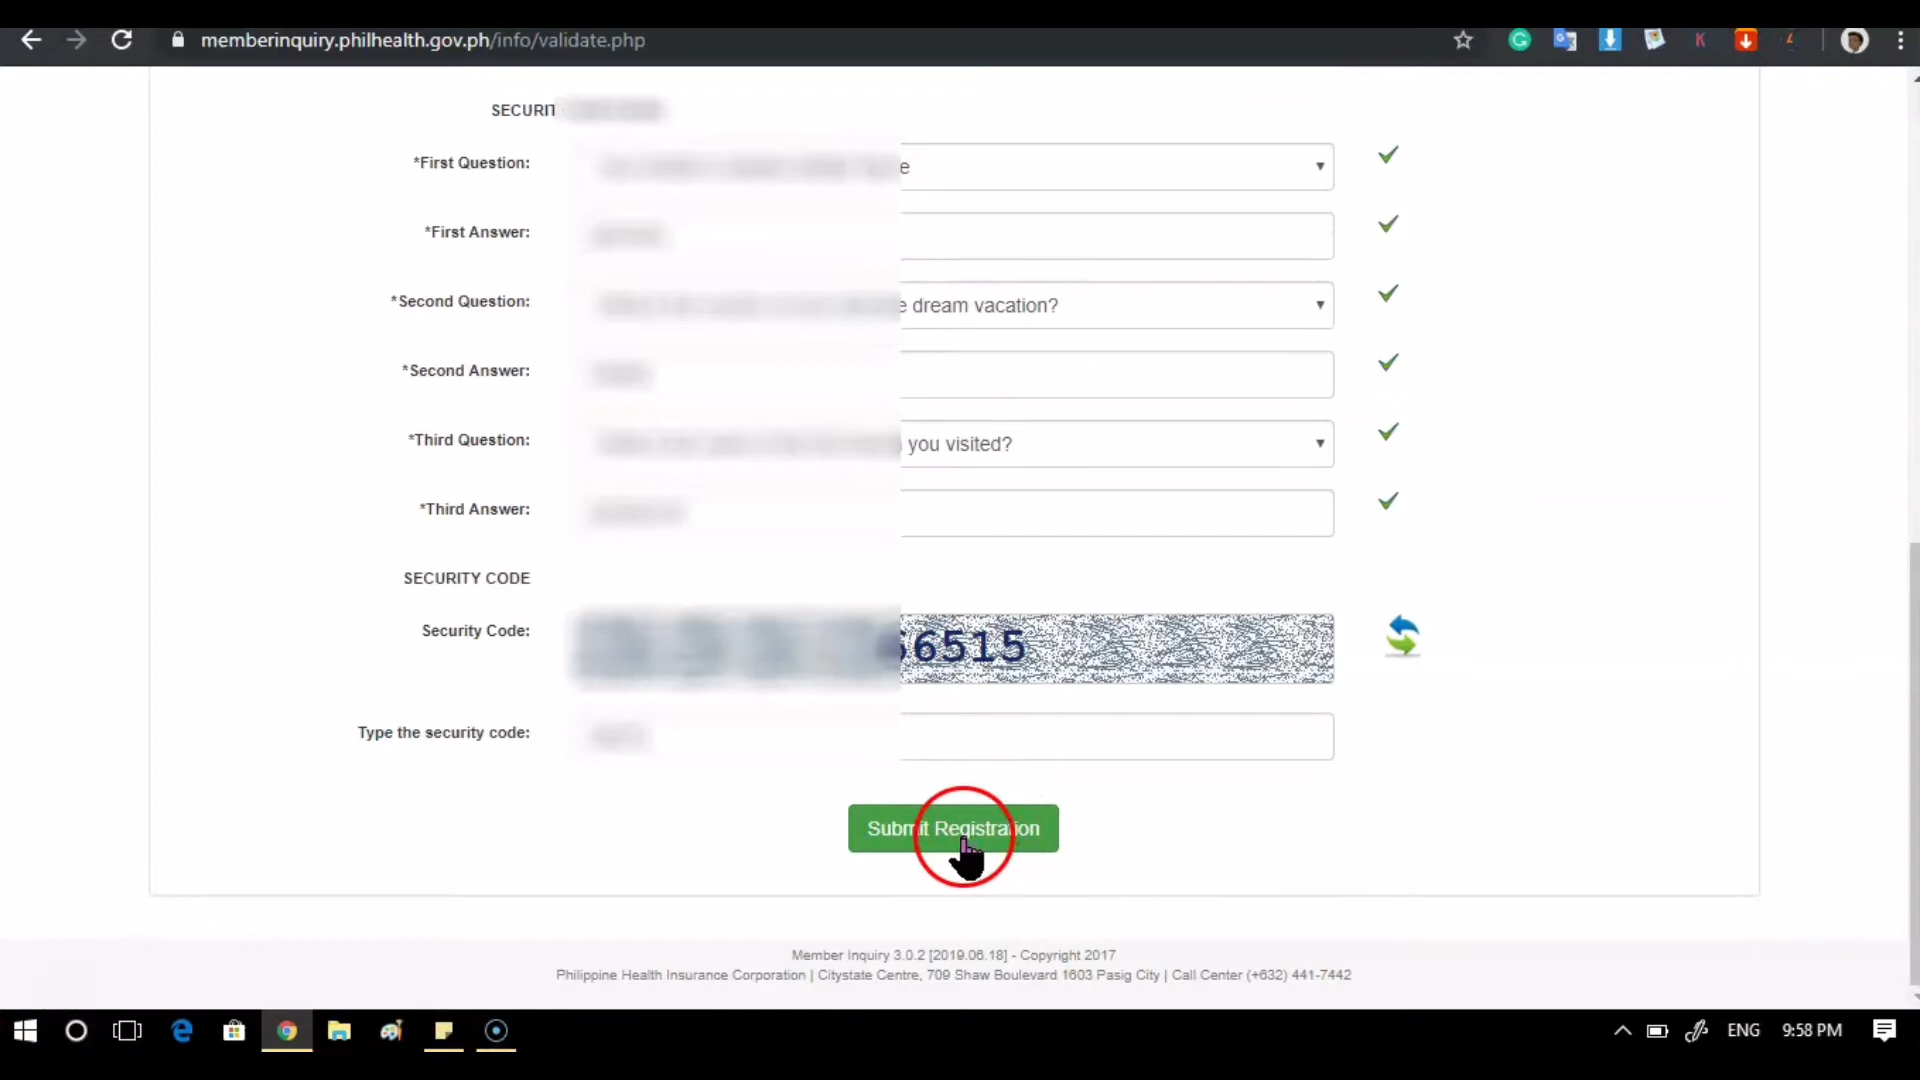 memberinquiry.philhealth.gov.ph/info/validate.php
SECURIT
*First Question:
e
*First Answer:
*Second Question:
e dream vacation?
*Second Answer:
*Third Question:
you visited?
*Third Answer:
SECURITY CODE
Security Code:
6515
Type the security code:
Submit Registration
Member Inquiry 3.0.2 [2019.06.18] - Copyright 2017
Philippine Health Insurance Corporation | Citystate Centre, 709 Shaw Boulevard 1603 Pasig City | Call Center (+632) 441-7442
ENG
9:58 PM